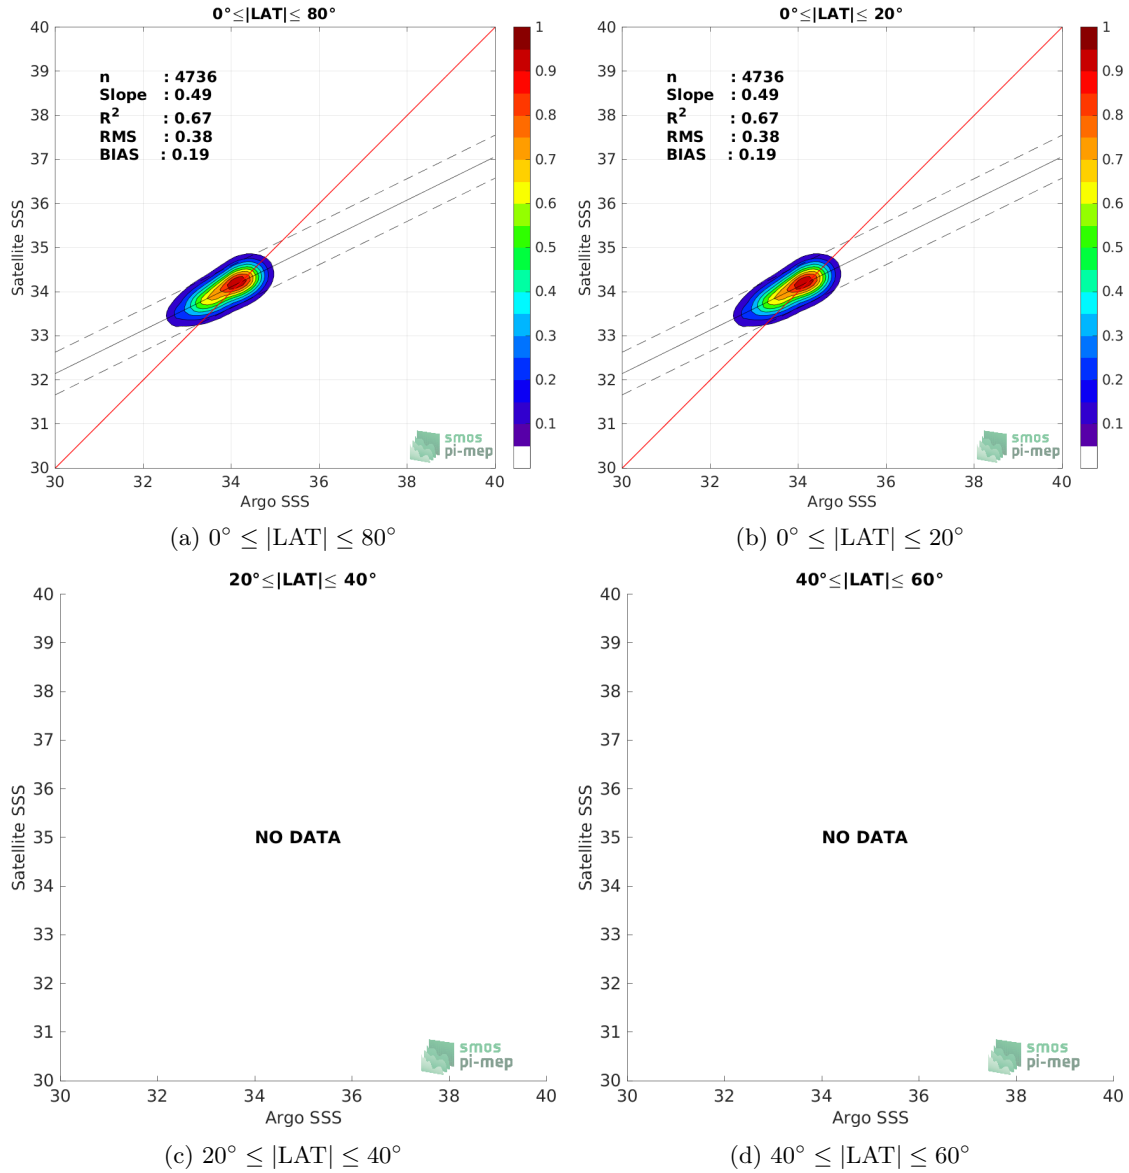 0°≤|LAT|≤ 80°
40
39
38
37
36
35
34
33
32
31
30
Satellite SSS
n : 4736
Slope : 0.49
R² : 0.67
RMS : 0.38
BIAS : 0.19
smos
pi-mep
30 32 34 36 38 40
Argo SSS
1
0.9
0.8
0.7
0.6
0.5
0.4
0.3
0.2
0.1
(a) 0° ≤ |LAT| ≤ 80°
0°≤|LAT|≤ 20°
40
39
38
37
36
35
34
33
32
31
30
Satellite SSS
n : 4736
Slope : 0.49
R² : 0.67
RMS : 0.38
BIAS : 0.19
smos
pi-mep
30 32 34 36 38 40
Argo SSS
1
0.9
0.8
0.7
0.6
0.5
0.4
0.3
0.2
0.1
(b) 0° ≤ |LAT| ≤ 20°
20°≤|LAT|≤ 40°
40
39
38
37
36
35
34
33
32
31
30
Satellite SSS
NO DATA
smos
pi-mep
30 32 34 36 38 40
Argo SSS
(c) 20° ≤ |LAT| ≤ 40°
40°≤|LAT|≤ 60°
40
39
38
37
36
35
34
33
32
31
30
Satellite SSS
NO DATA
smos
pi-mep
30 32 34 36 38 40
Argo SSS
(d) 40° ≤ |LAT| ≤ 60°